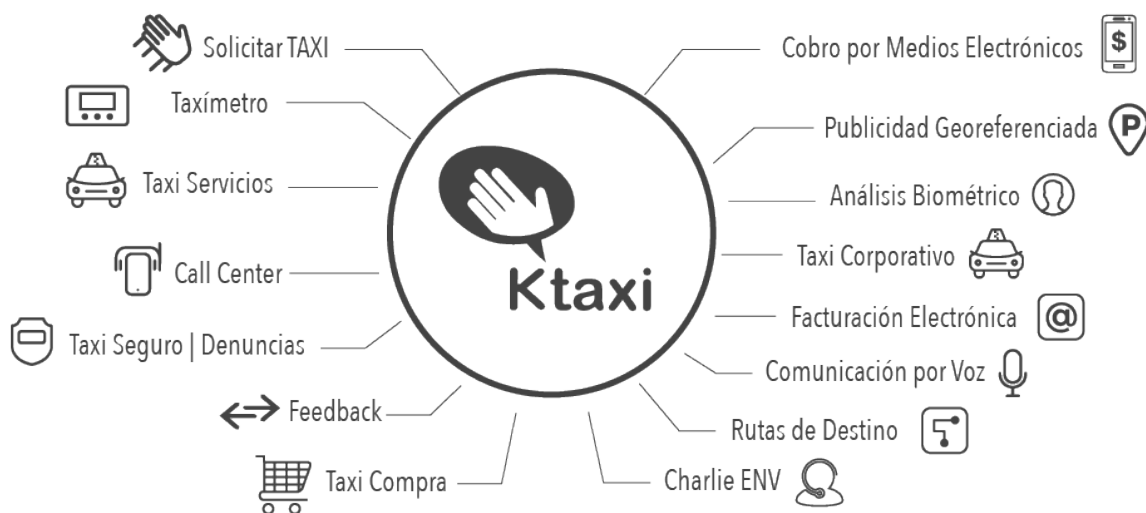 Solicitar TAXI
Taxímetro
Taxi Servicios
Call Center
Taxi Seguro | Denuncias
Feedback
Taxi Compra
Ktaxi
Cobro por Medios Electrónicos
$
Publicidad Georeferenciada
P
Análisis Biométrico
Taxi Corporativo
Facturación Electrónica
@
Comunicación por Voz
Rutas de Destino
Charlie ENV